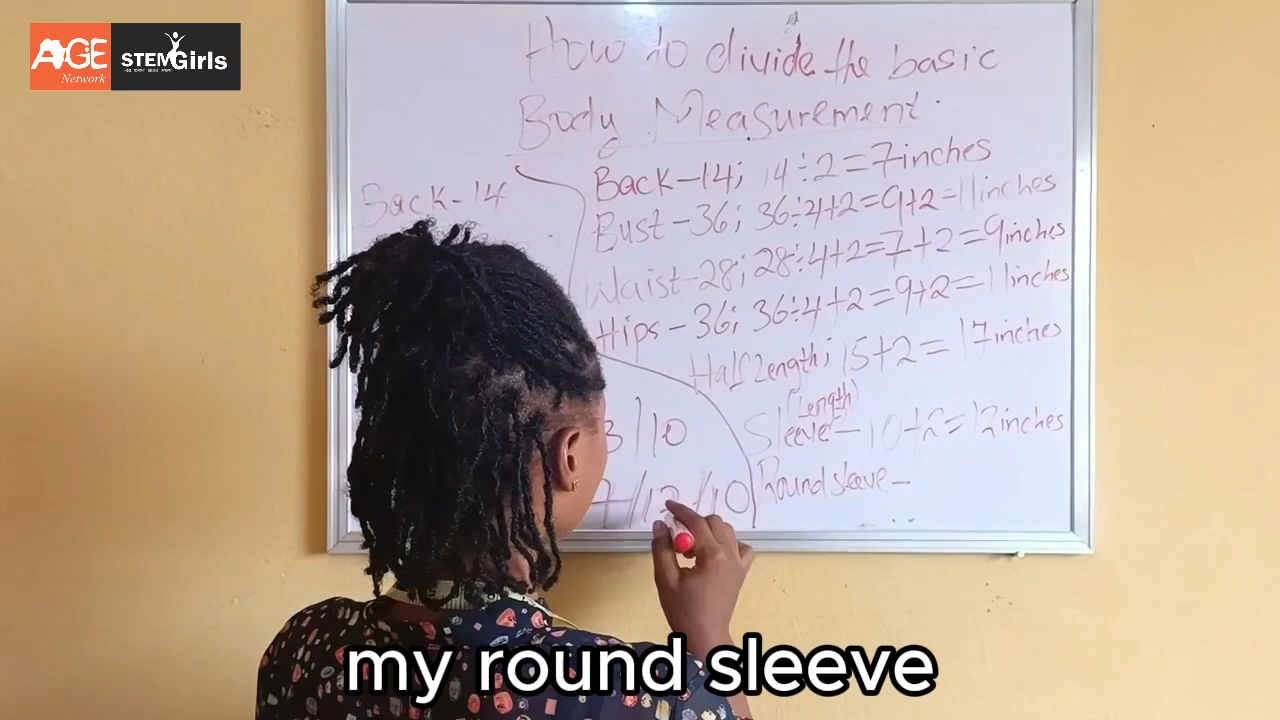 AGE
Network
STEMGirls
How to divide the basic
Body Measurement.
Back-14
Back-14; 14÷2=7inches
Bust-36; 36÷4+2=9+2=11inches
Waist-28; 28÷4+2=7+2=9inches
Hips-36; 36÷4+2=9+2=11inches
Half Length; 15+2=17inches
(Length)
Sleeve-10+2=12inches
3/10
7/12/10
Round sleeve-
my round sleeve